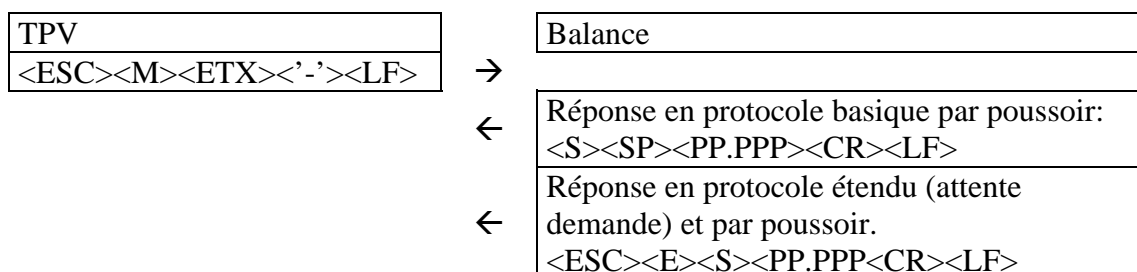 TPV Balance
<ESC><M><ETX><’-’><LF> →
← Réponse en protocole basique par poussoir:
<S><SP><PP.PPP><CR><LF>
Réponse en protocole étendu (attente
← demande) et par poussoir.
<ESC><E><S><PP.PPP<CR><LF>